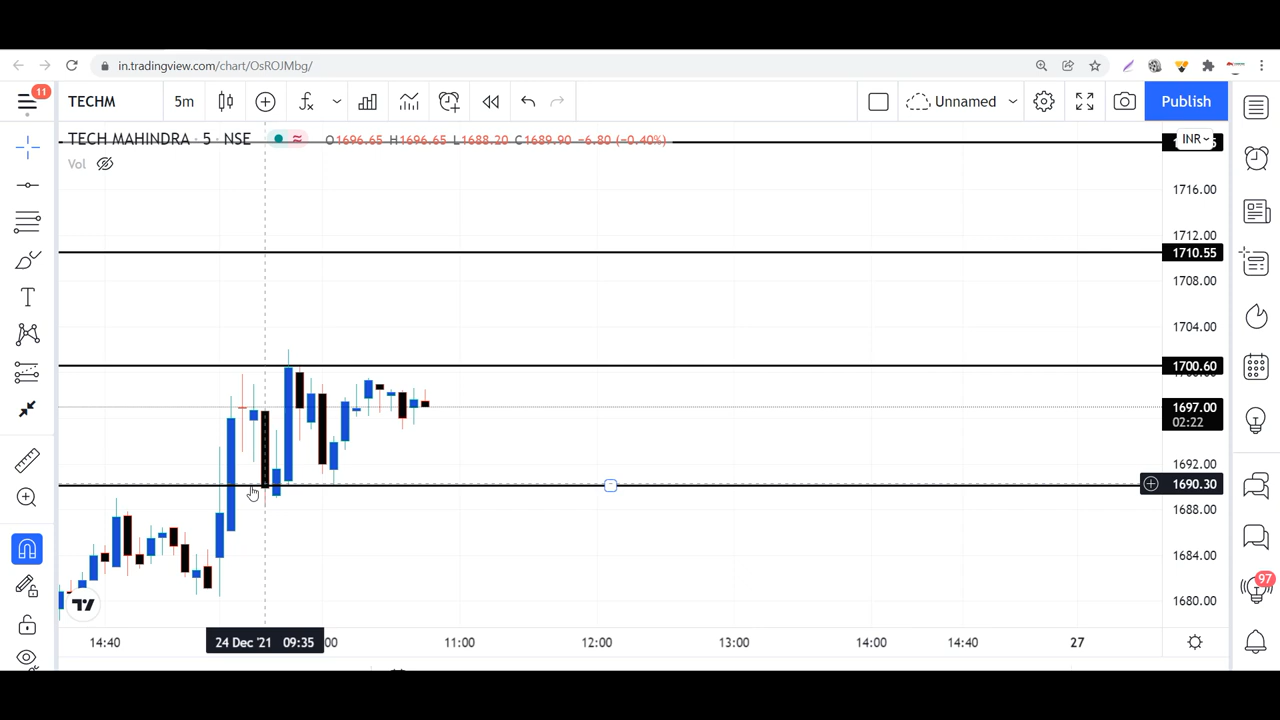 in.tradingview.com/chart/OsROJMbg/
11
TECHM
5m
Unnamed
Publish
TECH MAHINDRA · 5 · NSE
O1696.65 H1696.65 L1688.20 C1689.90 −6.80 (−0.40%)
INR
Vol
1716.00
1712.00
1710.55
1708.00
1704.00
1700.60
1697.00
02:22
1692.00
1690.30
1688.00
1684.00
1680.00
97
14:40
24 Dec '21 09:35
:00
11:00
12:00
13:00
14:00
14:40
27